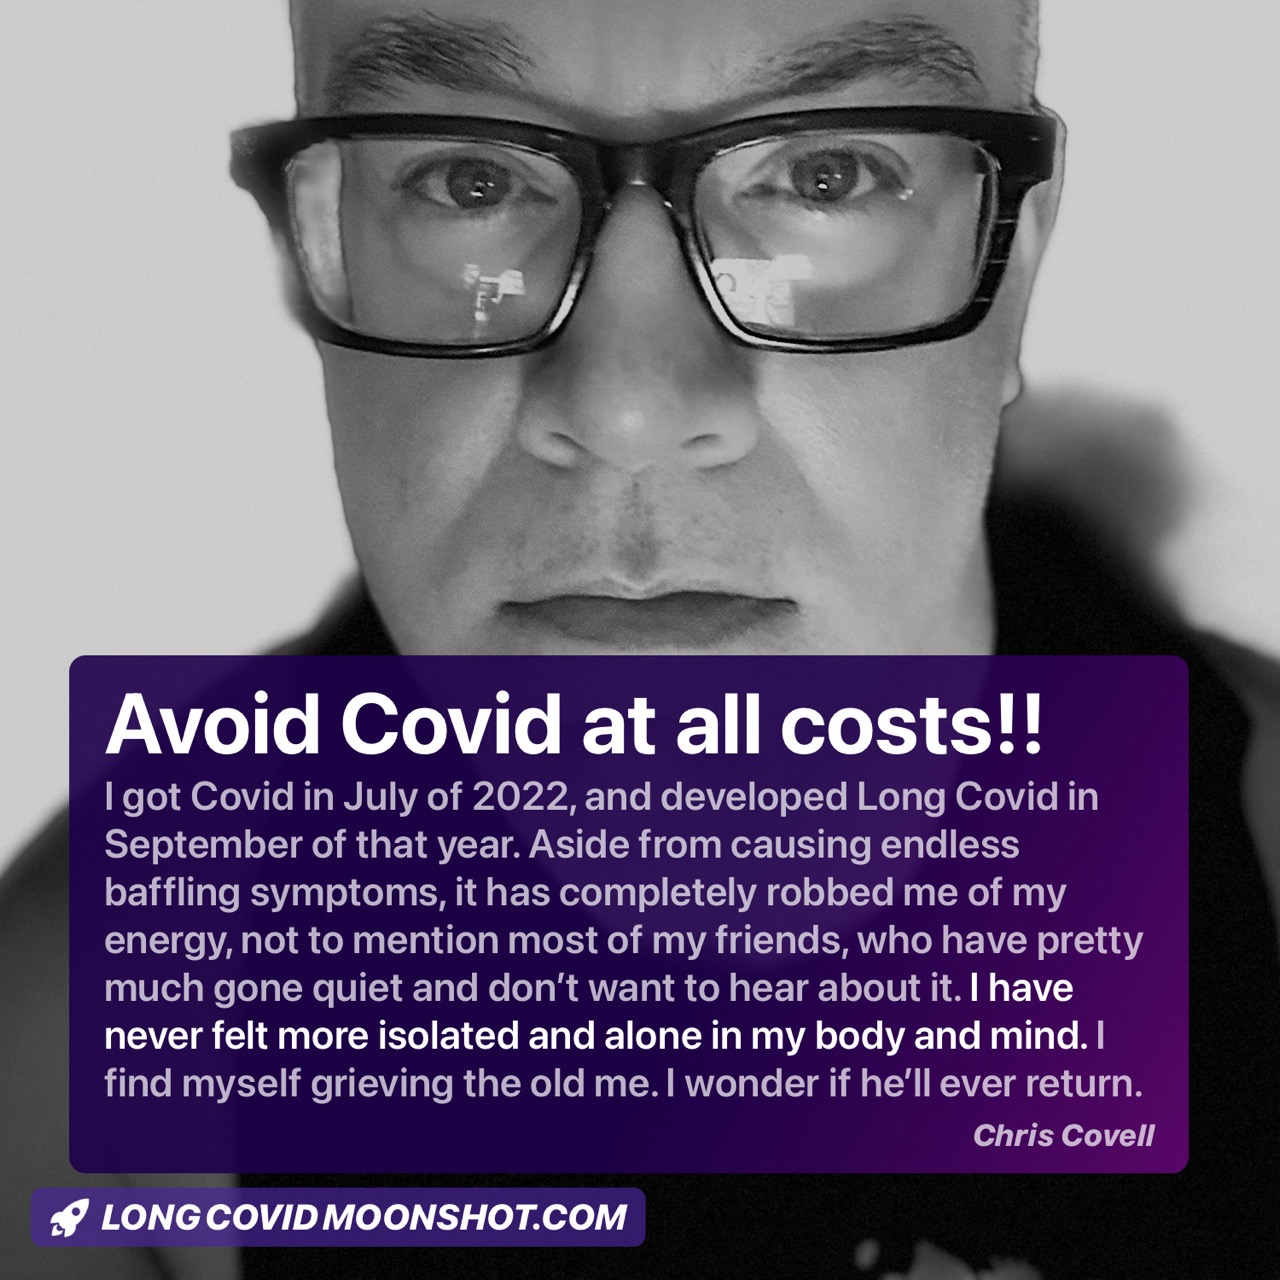 Avoid Covid at all costs!!
I got Covid in July of 2022, and developed Long Covid in
September of that year. Aside from causing endless
baffling symptoms, it has completely robbed me of my
energy, not to mention most of my friends, who have pretty
much gone quiet and don’t want to hear about it. I have
never felt more isolated and alone in my body and mind. I
find myself grieving the old me. I wonder if he’ll ever return.
Chris Covell
LONG COVID MOONSHOT.COM